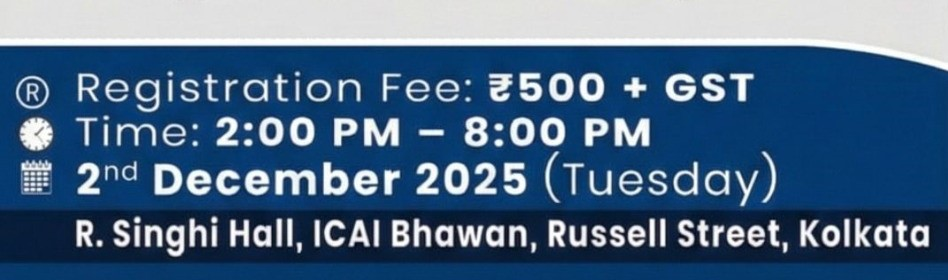 ® Registration Fee: ₹500 + GST
Time: 2:00 PM – 8:00 PM
2nd December 2025 (Tuesday)
R. Singhi Hall, ICAI Bhawan, Russell Street, Kolkata